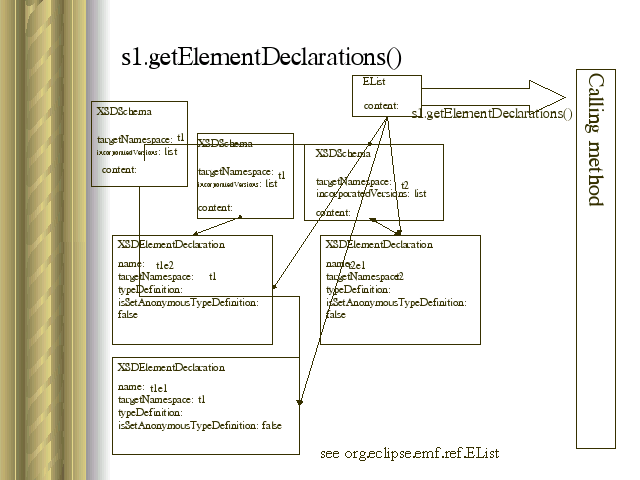 s1.getElementDeclarations()
EList
content:
s1.getElementDeclarations()
Calling method
XSDSchema
targetNamespace: t1
incorporatedVersions: list
content:
XSDSchema
targetNamespace: t1
incorporatedVersions: list
content:
XSDSchema
targetNamespace: t2
incorporatedVersions: list
content:
XSDElementDeclaration
name: t1e2
targetNamespace: t1
typeDefinition:
isSetAnonymousTypeDefinition:
false
XSDElementDeclaration
name: t2e1
targetNamespace: t2
typeDefinition:
isSetAnonymousTypeDefinition:
false
XSDElementDeclaration
name: t1e1
targetNamespace: t1
typeDefinition:
isSetAnonymousTypeDefinition: false
see org.eclipse.emf.ref.EList